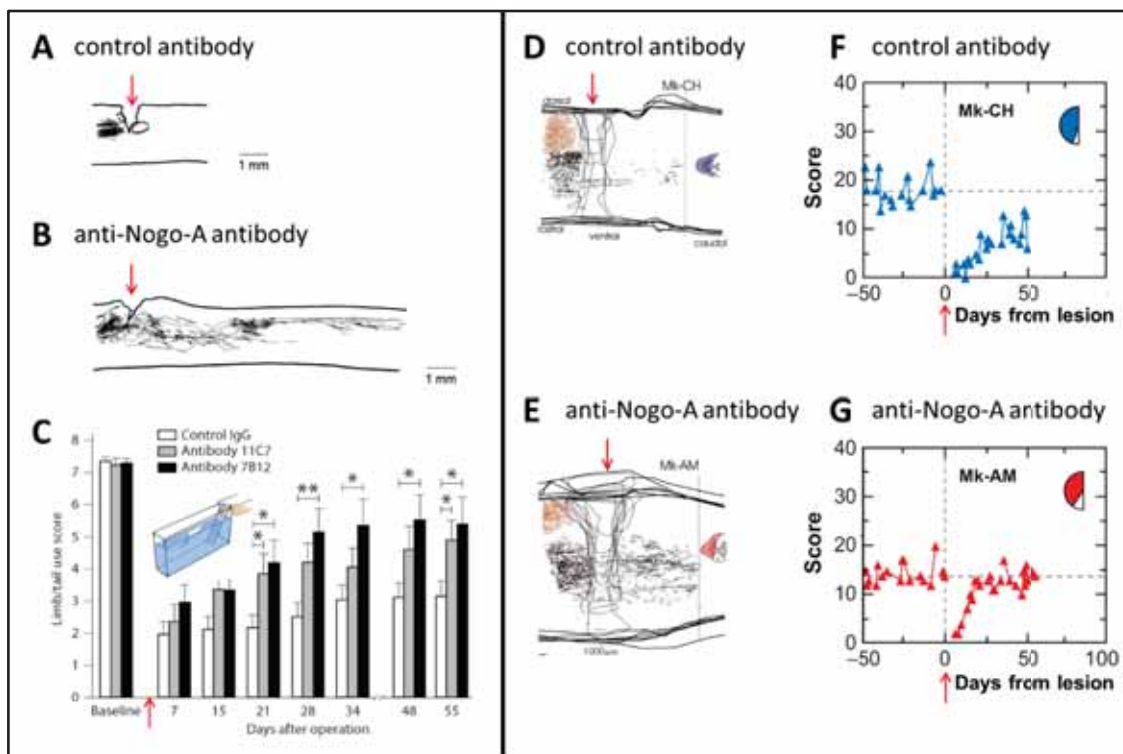 A control antibody
1 mm
B anti-Nogo-A antibody
1 mm
C
Control IgG
Antibody 11C7
Antibody 7B12
Limb/tail use score
8
7
6
5
4
3
2
1
0
** * * * * * *
Baseline 7 15 21 28 34 48 55
Days after operation
D control antibody
Mk-CH
dorsal
rostral ventral caudal
E anti-Nogo-A antibody
Mk-AM
1000µm
F control antibody
Mk-CH
Score
40
30
20
10
0
-50 0 50 100
Days from lesion
G anti-Nogo-A antibody
Mk-AM
Score
40
30
20
10
0
-50 0 50 100
Days from lesion